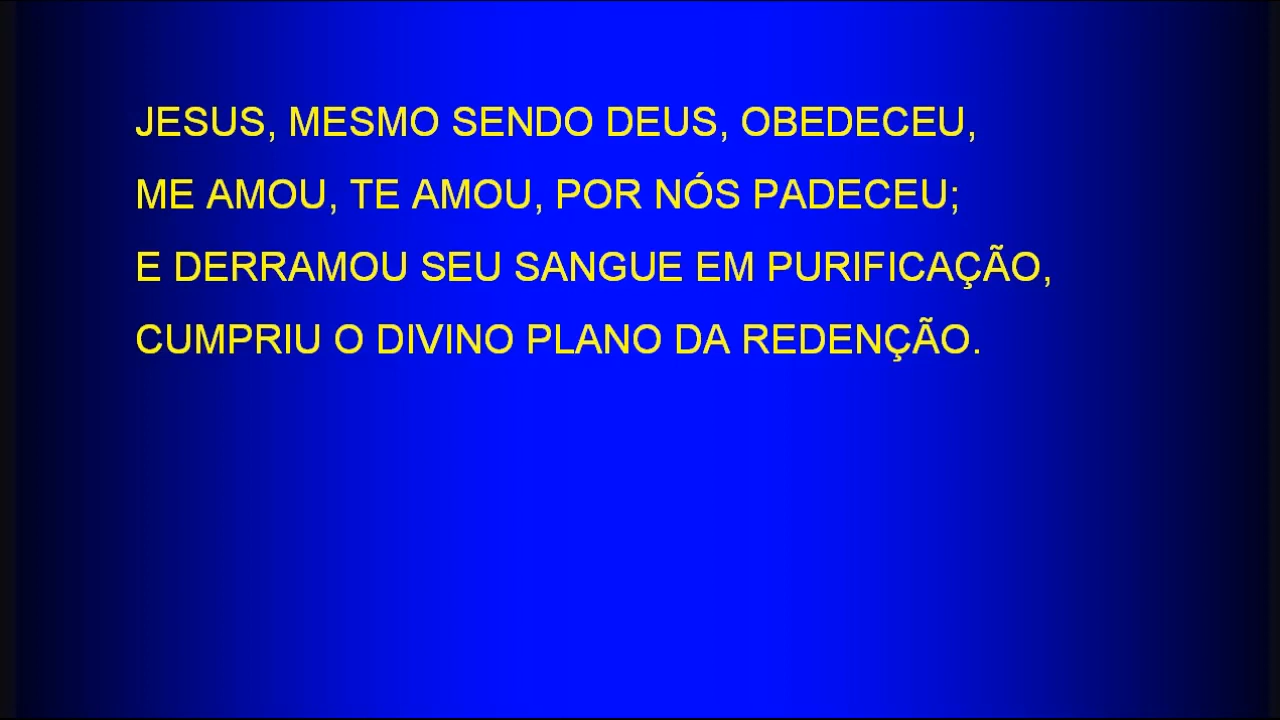 JESUS, MESMO SENDO DEUS, OBEDECEU,
ME AMOU, TE AMOU, POR NÓS PADECEU;
E DERRAMOU SEU SANGUE EM PURIFICAÇÃO,
CUMPRIU O DIVINO PLANO DA REDENÇÃO.